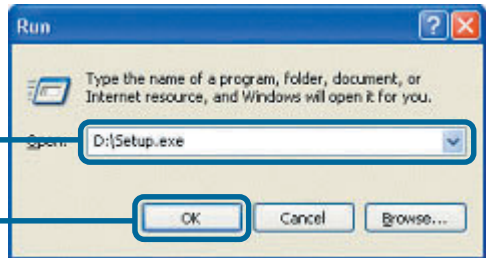 Run
Type the name of a program, folder, document, or
Internet resource, and Windows will open it for you.
Open: D:\Setup.exe
OK Cancel Browse...